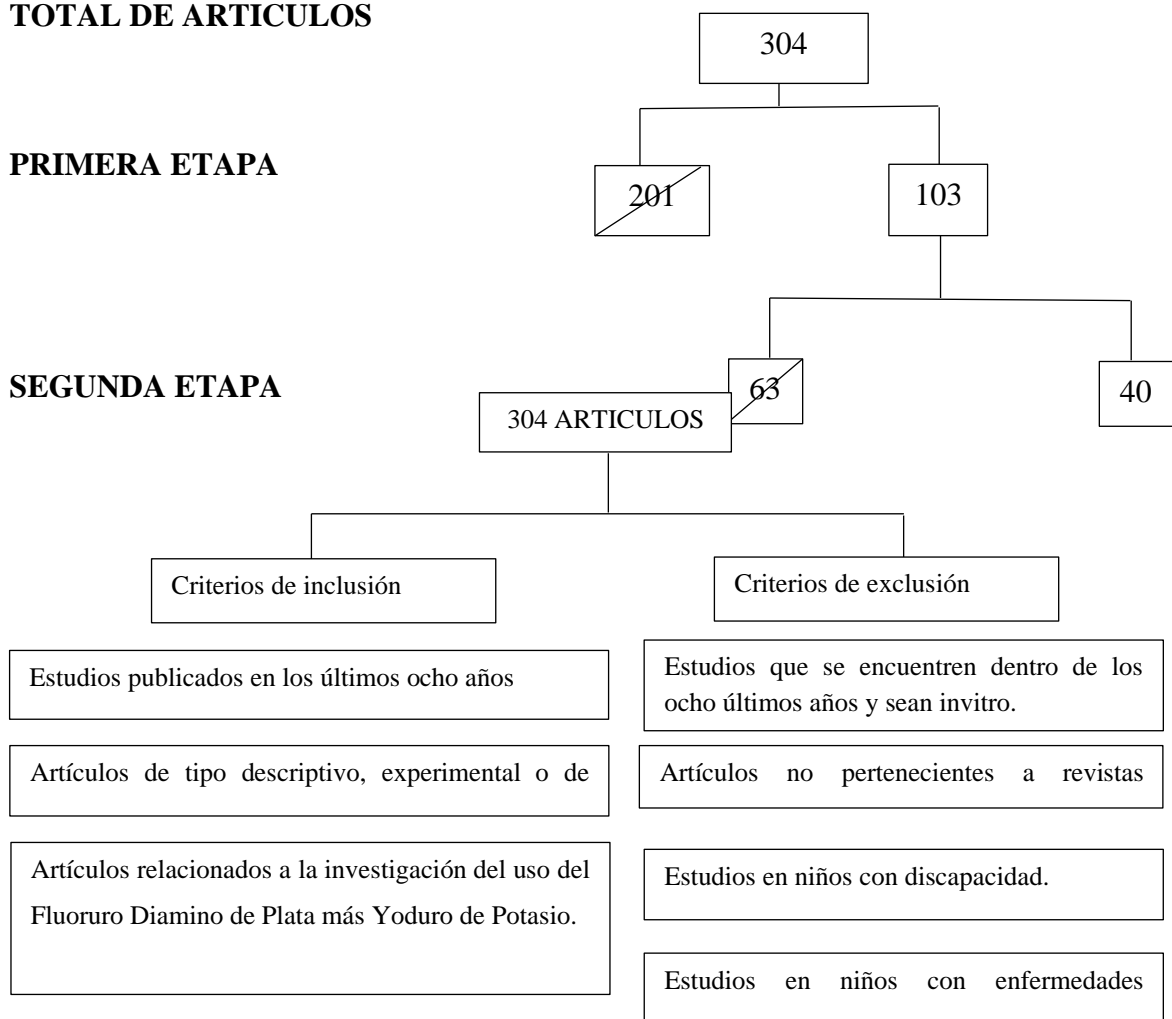 TOTAL DE ARTICULOS
304
PRIMERA ETAPA
201
103
SEGUNDA ETAPA
63
40
304 ARTICULOS
Criterios de inclusión
Criterios de exclusión
Estudios publicados en los últimos ocho años
Estudios que se encuentren dentro de los
ocho últimos años y sean invitro.
Artículos de tipo descriptivo, experimental o de
Artículos no pertenecientes a revistas
Artículos relacionados a la investigación del uso del
Fluoruro Diamino de Plata más Yoduro de Potasio.
Estudios en niños con discapacidad.
Estudios en niños con enfermedades